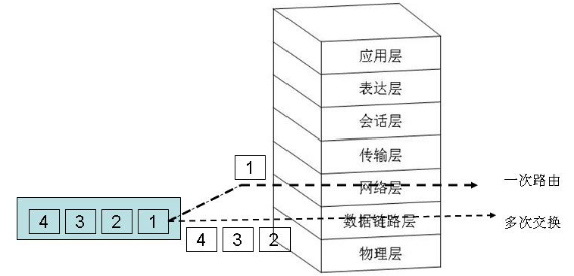 应用层
表达层
会话层
传输层
1
网络层
一次路由
4 3 2 1
数据链路层
多次交换
4 3 2
物理层